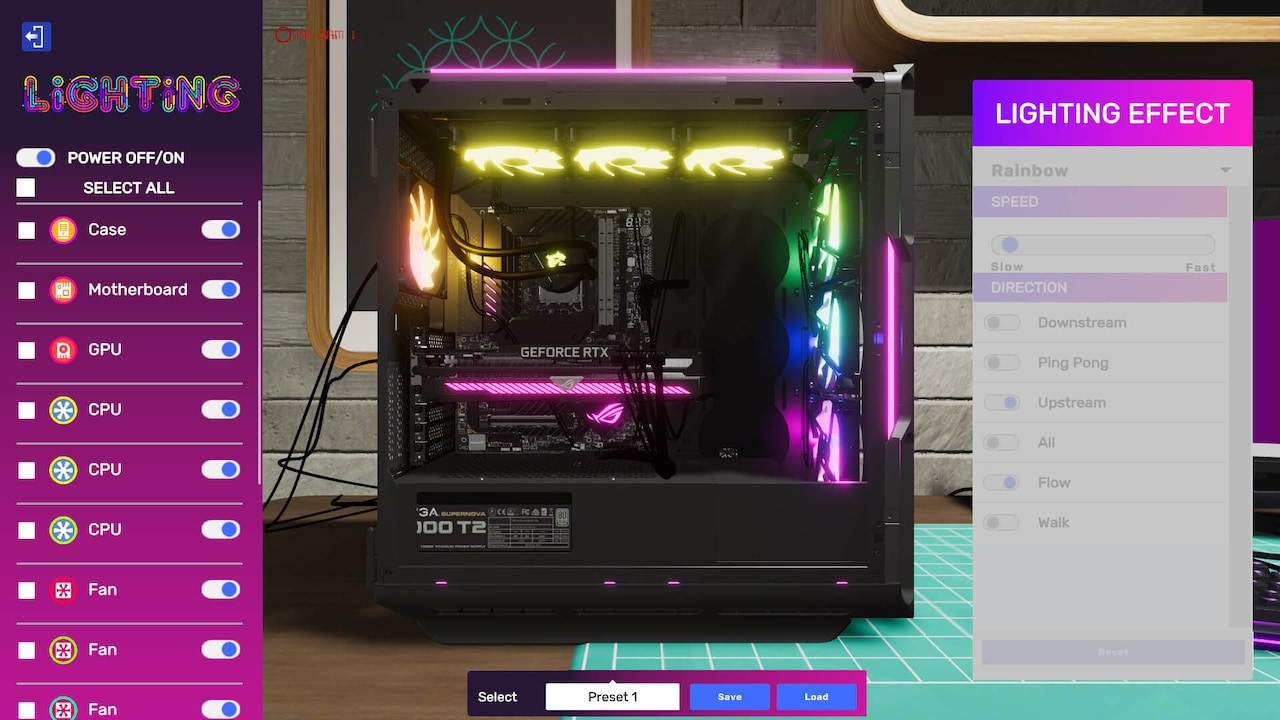 LiGHTiNG
POWER OFF/ON
SELECT ALL
Case
Motherboard
GPU
CPU
CPU
CPU
Fan
Fan
Fan
GEFORCE RTX
SUPERNOVA
000 T2
LIGHTING EFFECT
Rainbow
SPEED
Slow Fast
DIRECTION
Downstream
Ping Pong
Upstream
All
Flow
Walk
Reset
Select Preset 1 Save Load